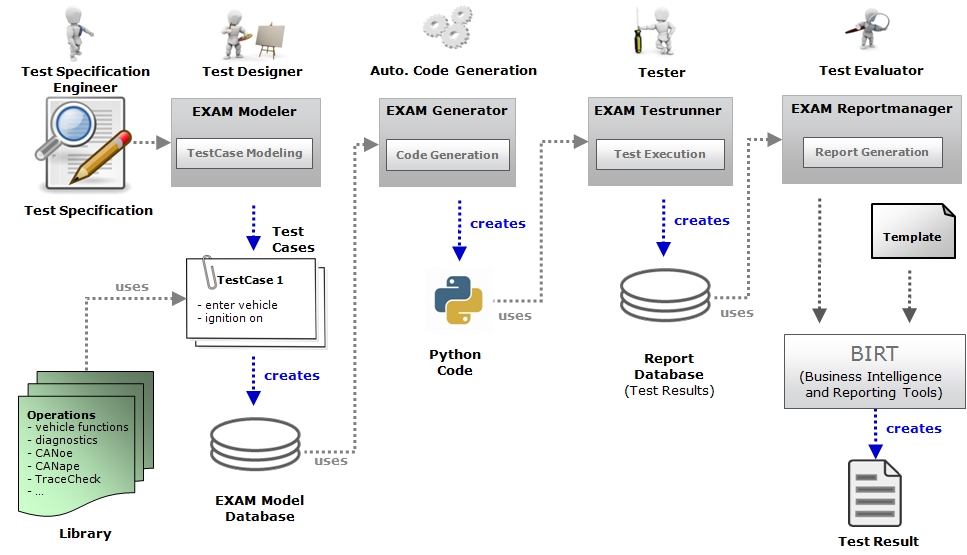 Test Specification
Engineer
Test Designer
Auto. Code Generation
Tester
Test Evaluator
EXAM Modeler
TestCase Modeling
EXAM Generator
Code Generation
EXAM Testrunner
Test Execution
EXAM Reportmanager
Report Generation
Test Specification
Test
Cases
creates
creates
Template
TestCase 1
- enter vehicle
- ignition on
uses
uses
uses
Python
Code
Report
Database
(Test Results)
BIRT
(Business Intelligence
and Reporting Tools)
creates
creates
Operations
- vehicle functions
- diagnostics
- CANoe
- CANape
- TraceCheck
- ...
uses
EXAM Model
Database
Library
Test Result